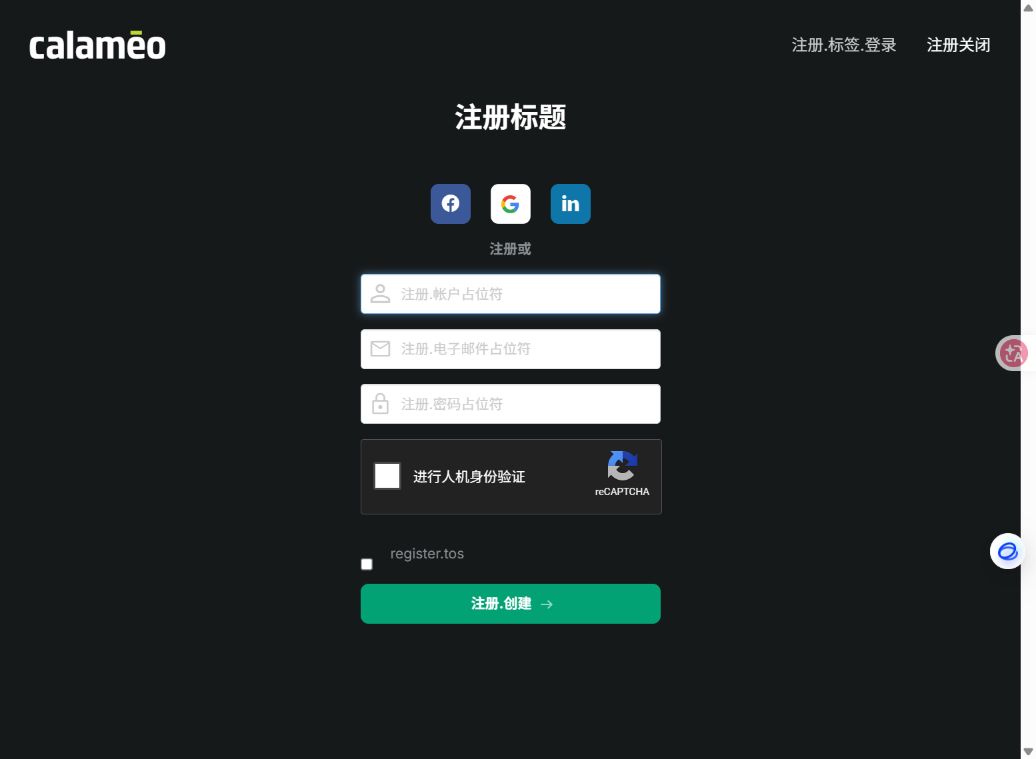 calamēo
注册.标签.登录
注册关闭
注册标题
注册或
注册.帐户占位符
注册.电子邮件占位符
注册.密码占位符
进行人机身份验证
reCAPTCHA
register.tos
注册.创建 →